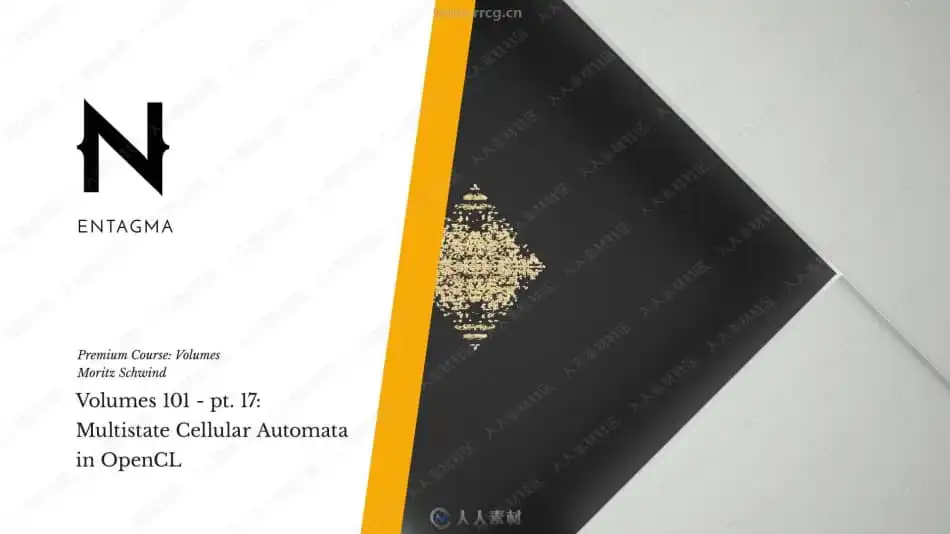 rrcg.cn
N
ENTAGMA
Premium Course: Volumes
Moritz Schwind
Volumes 101 - pt. 17:
Multistate Cellular Automata
in OpenCL
人人素材